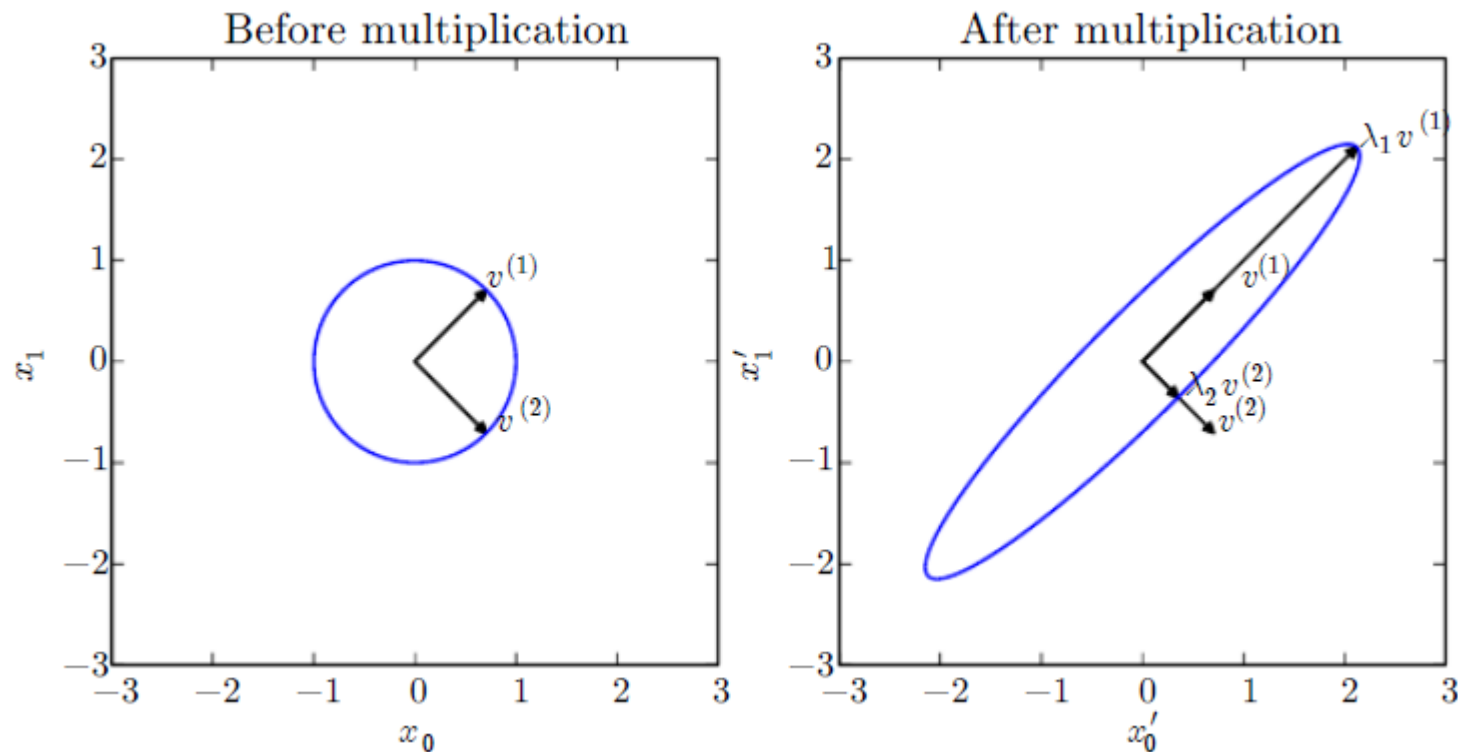 Before multiplication
3
2
1
0
−1
−2
−3
x₁
v⁽¹⁾
v⁽²⁾
−3 −2 −1 0 1 2 3
x₀
After multiplication
3
2
1
0
−1
−2
−3
x′₁
λ₁ v⁽¹⁾
v⁽¹⁾
λ₂ v⁽²⁾
v⁽²⁾
−3 −2 −1 0 1 2 3
x′₀